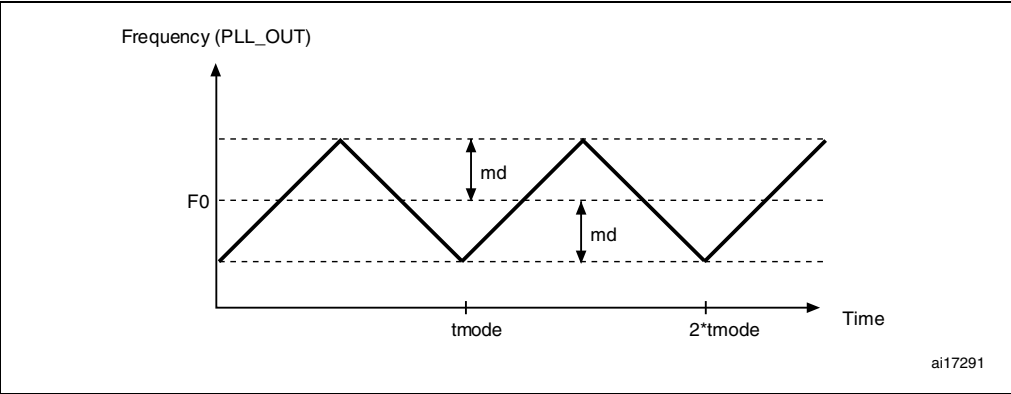 Frequency (PLL_OUT)
md
F0
md
Time
tmode
2*tmode
ai17291